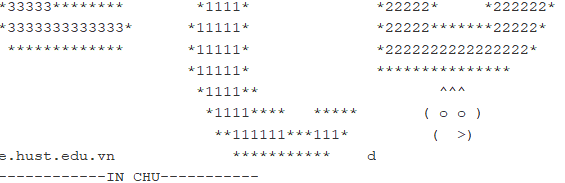 *33333********        *1111*              *22222*     *222222*
*3333333333333*      *11111*              *22222*******22222*
 *************       *11111*              *2222222222222222*
                     *11111*              ***************
                      *1111**                    ^^^
                       *1111****   *****       ( o o )
                        **111111***111*         (  >)
e.hust.edu.vn             ***********    d
------------IN CHU-----------